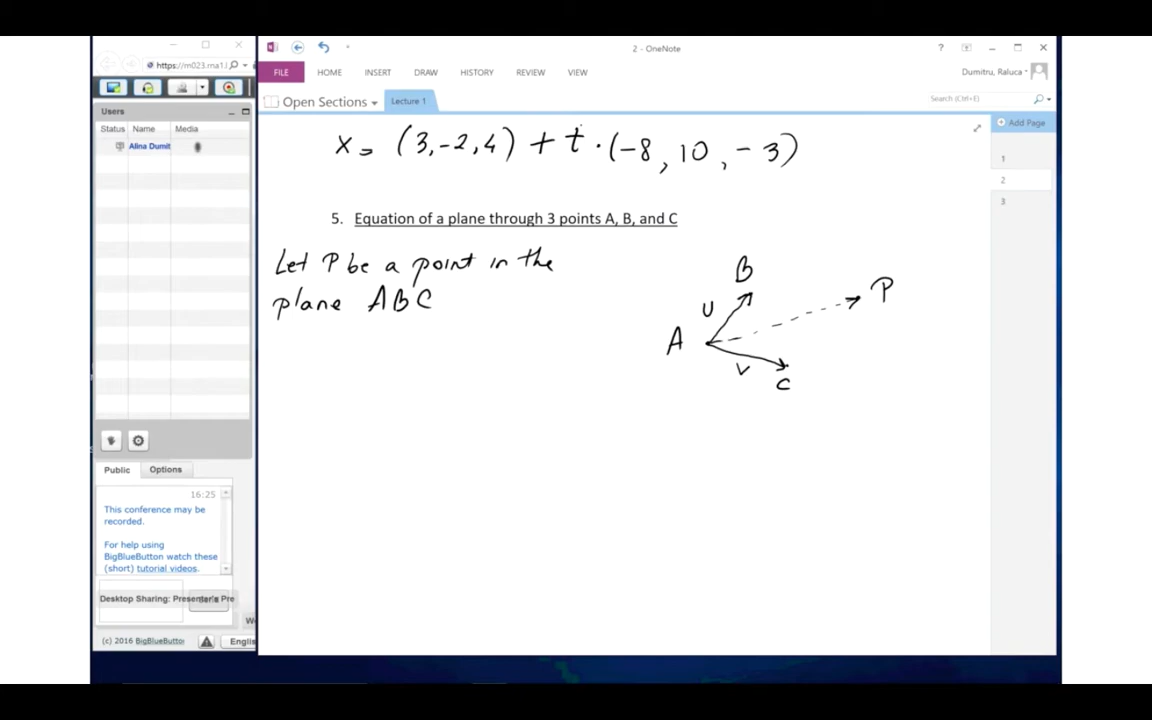 2 - OneNote
https://m023.rna1.l
FILE HOME INSERT DRAW HISTORY REVIEW VIEW
Dumitru, Raluca
Open Sections Lecture 1
Search (Ctrl+E)
Add Page
1
2
3
Users
Status Name Media
Alina Dumit
x = (3,-2,4) + t · (-8, 10, -3)
5. Equation of a plane through 3 points A, B, and C
Let P be a point in the
plane ABC
B
U
P
A
V
C
Public Options
16:25
This conference may be
recorded.
For help using
BigBlueButton watch these
(short) tutorial videos.
Desktop Sharing: Presenter's Pre
(c) 2016 BigBlueButto
Englis